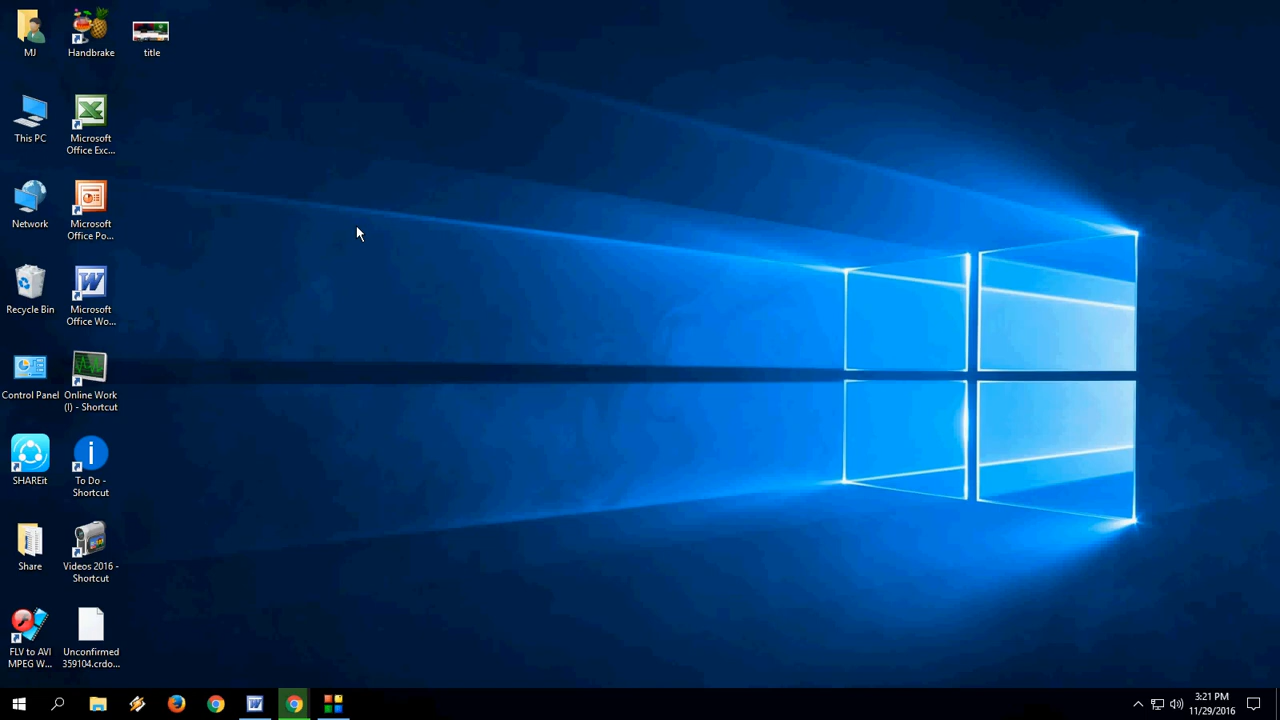 MJ
Handbrake
title
This PC
Microsoft
Office Exc...
Network
Microsoft
Office Po...
Recycle Bin
Microsoft
Office Wo...
Control Panel
Online Work
(I) - Shortcut
SHAREit
To Do -
Shortcut
Share
Videos 2016 -
Shortcut
FLV to AVI
MPEG W...
Unconfirmed
359104.crdo...
3:21 PM
11/29/2016